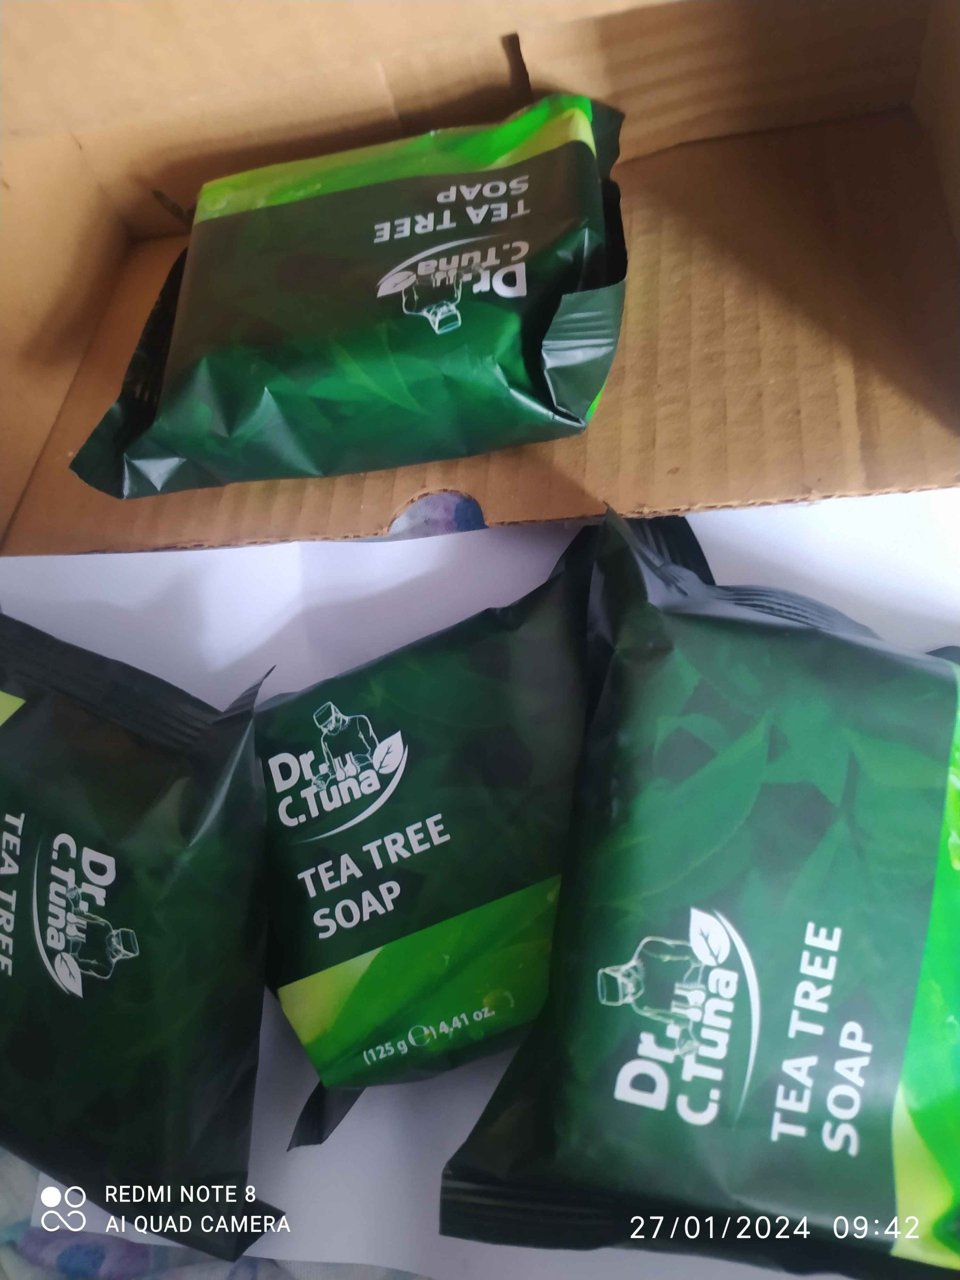 TEA TREE
SOAP
Dr.
C.Tuna
Dr.
C.Tuna
TEA TREE
SOAP
(125 g ℮) 4,41 oz.
Dr.
C.Tuna
TEA TREE
Dr.
C.Tuna
TEA TREE
SOAP
REDMI NOTE 8
AI QUAD CAMERA
27/01/2024 09:42